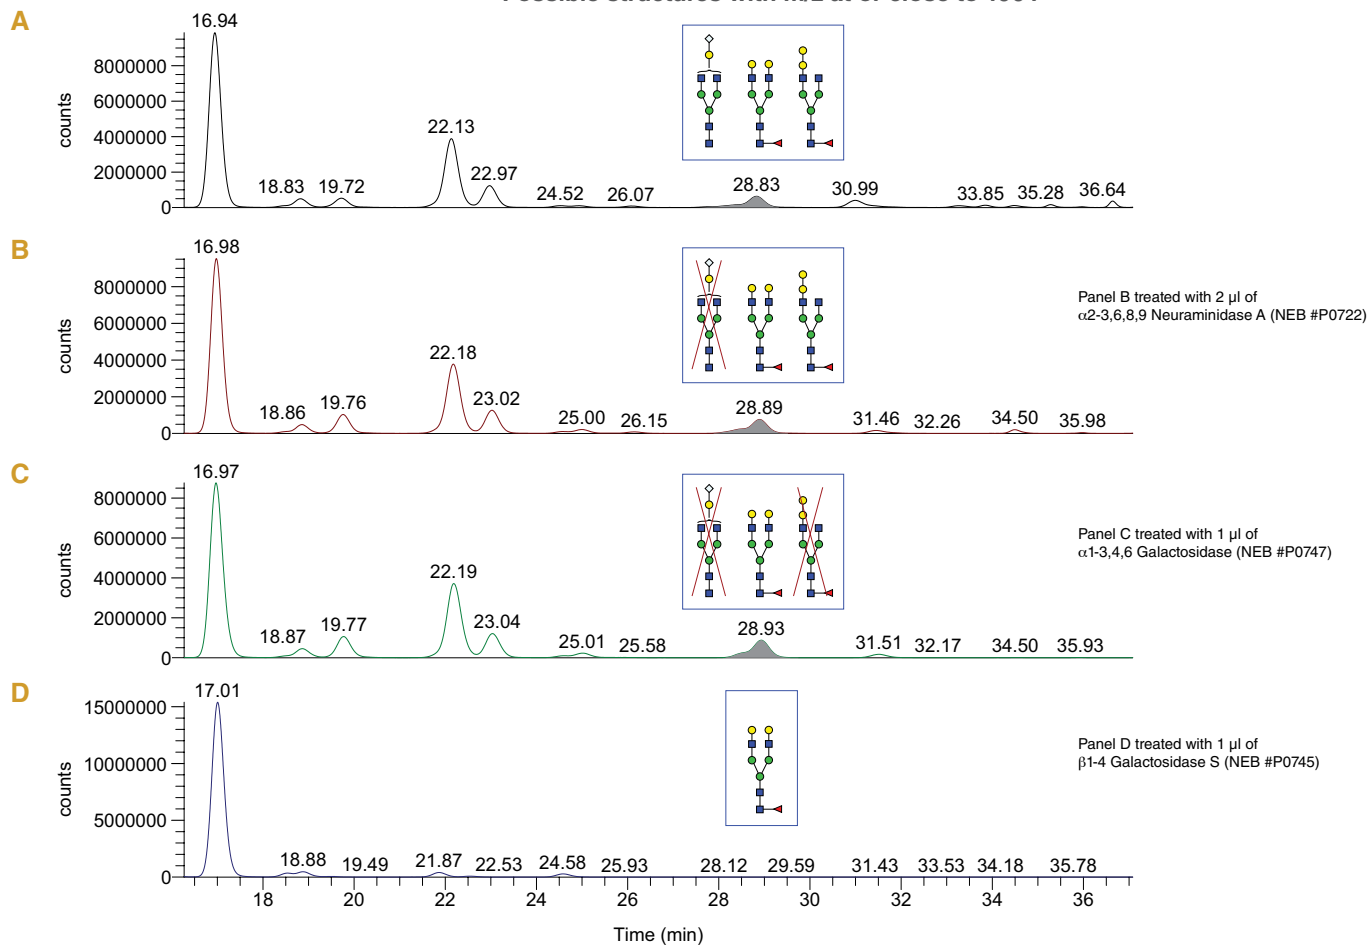 A
16.94
8000000
6000000
4000000
2000000
0
counts
18.83 19.72 22.13 22.97 24.52 26.07 28.83 30.99 33.85 35.28 36.64
B
16.98
8000000
6000000
4000000
2000000
0
counts
18.86 19.76 22.18 23.02 25.00 26.15 28.89 31.46 32.26 34.50 35.98
Panel B treated with 2 µl of
α2-3,6,8,9 Neuraminidase A (NEB #P0722)
C
16.97
8000000
6000000
4000000
2000000
0
counts
18.87 19.77 22.19 23.04 25.01 25.58 28.93 31.51 32.17 34.50 35.93
Panel C treated with 1 µl of
α1-3,4,6 Galactosidase (NEB #P0747)
D
17.01
15000000
10000000
5000000
0
counts
18.88 19.49 21.87 22.53 24.58 25.93 28.12 29.59 31.43 33.53 34.18 35.78
Panel D treated with 1 µl of
β1-4 Galactosidase S (NEB #P0745)
18 20 22 24 26 28 30 32 34 36
Time (min)